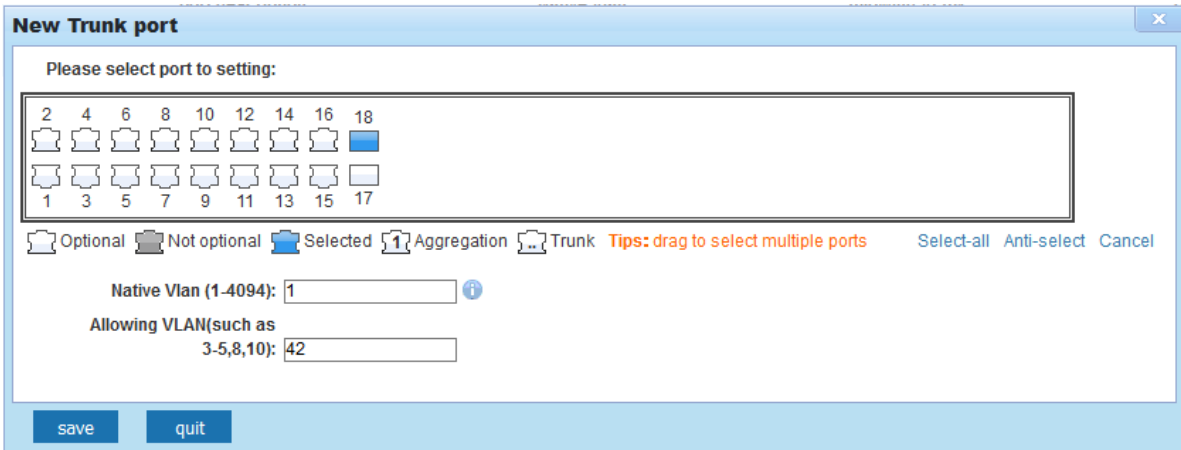 New Trunk port
x
Please select port to setting:
2 4 6 8 10 12 14 16 18
1 3 5 7 9 11 13 15 17
Optional Not optional Selected 1 Aggregation .. Trunk Tips: drag to select multiple ports Select-all Anti-select Cancel
Native Vlan (1-4094): 1 i
Allowing VLAN(such as
3-5,8,10): 42
save quit